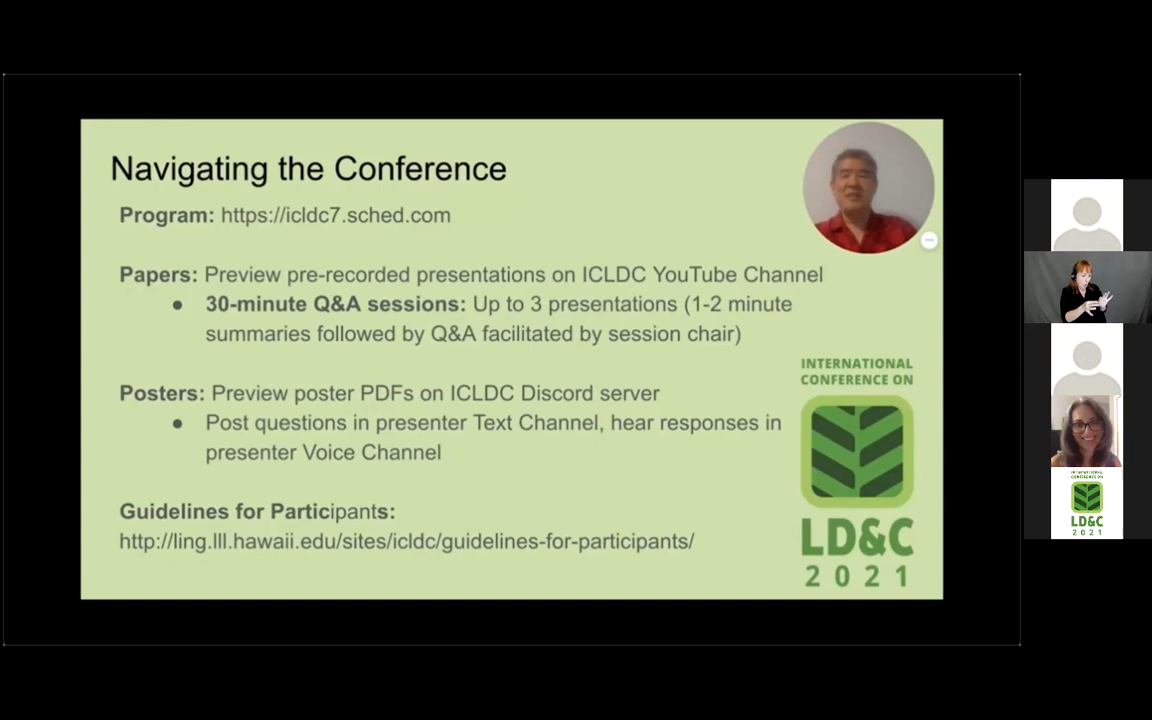 Navigating the Conference
Program: https://icldc7.sched.com
Papers: Preview pre-recorded presentations on ICLDC YouTube Channel
● 30-minute Q&A sessions: Up to 3 presentations (1-2 minute
summaries followed by Q&A facilitated by session chair)
Posters: Preview poster PDFs on ICLDC Discord server
● Post questions in presenter Text Channel, hear responses in
presenter Voice Channel
Guidelines for Participants:
http://ling.lll.hawaii.edu/sites/icldc/guidelines-for-participants/
INTERNATIONAL
CONFERENCE ON
LD&C
2021
INTERNATIONAL
CONFERENCE ON
LD&C
2021